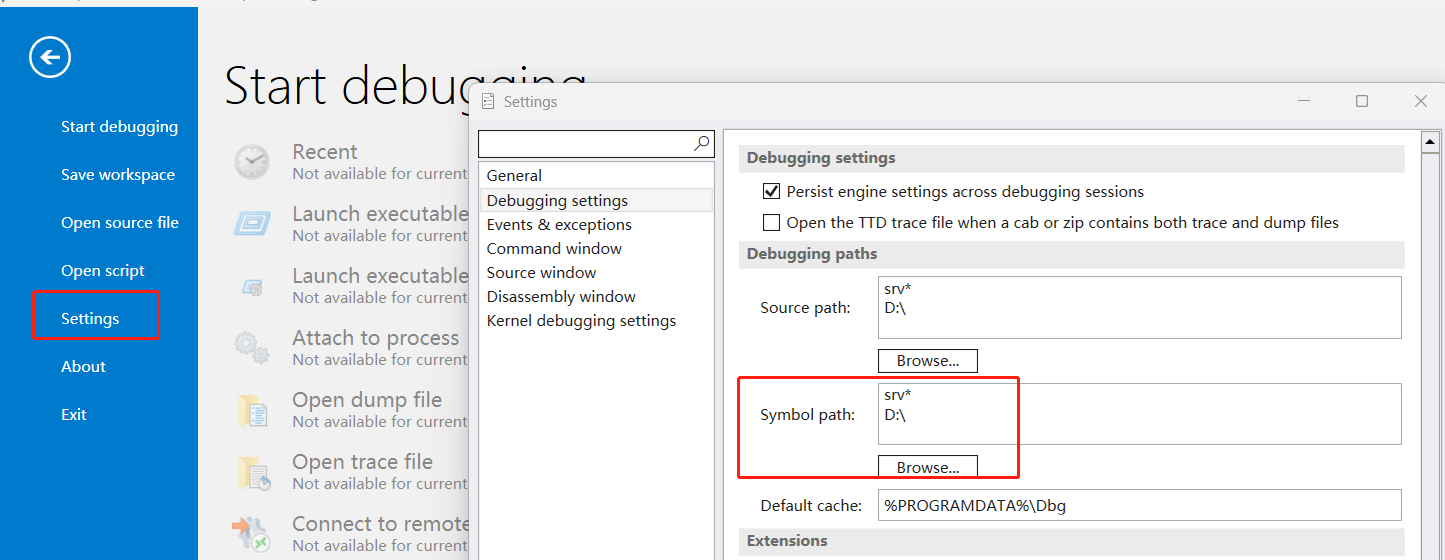 Start debugging
Save workspace
Open source file
Open script
Settings
About
Exit
Start debugging
Recent
Not available for current
Launch executable
Not available for current
Launch executable
Not available for current
Attach to process
Not available for current
Open dump file
Not available for current
Open trace file
Not available for current
Connect to remote
Not available for current
Settings
General
Debugging settings
Events & exceptions
Command window
Source window
Disassembly window
Kernel debugging settings
Debugging settings
Persist engine settings across debugging sessions
Open the TTD trace file when a cab or zip contains both trace and dump files
Debugging paths
Source path:
srv*
D:\
Browse...
Symbol path:
srv*
D:\
Browse...
Default cache:
%PROGRAMDATA%\Dbg
Extensions